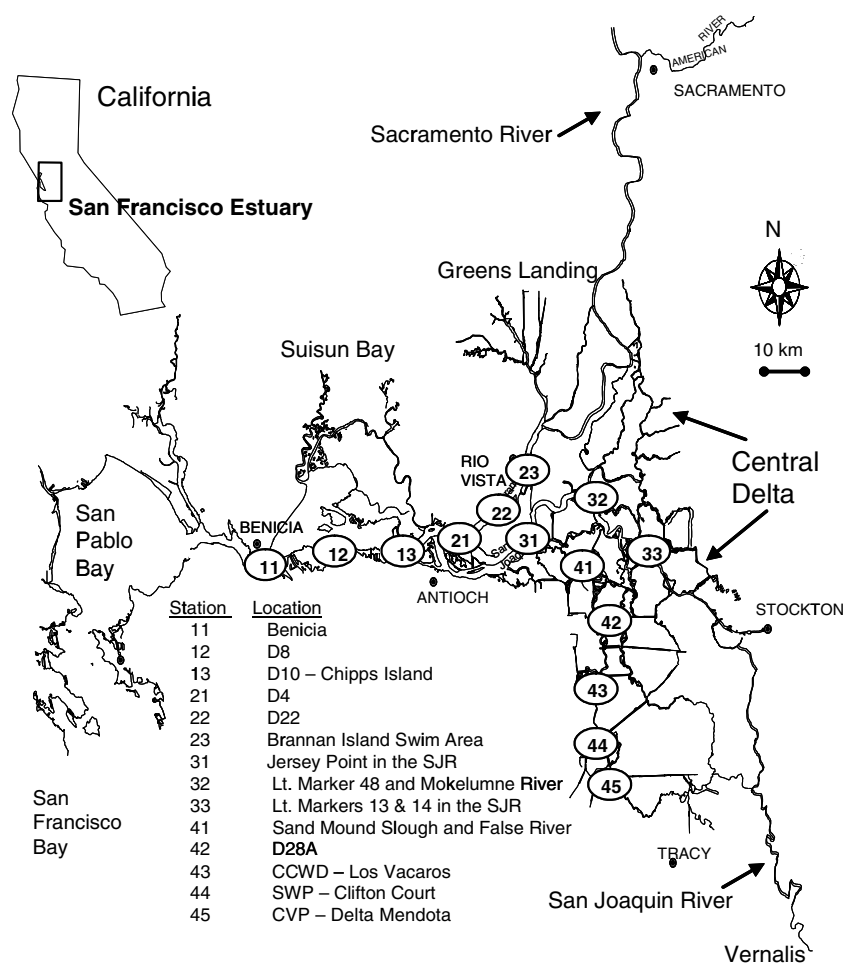 RIVER
AMERICAN
SACRAMENTO
California
Sacramento River
San Francisco Estuary
N
Greens Landing
10 km
Suisun Bay
Central
Delta
RIO
VISTA
23
22
32
San
Pablo
Bay
BENICIA
21
31
San
Joaq
33
11
12
13
41
ANTIOCH
STOCKTON
42
43
44
45
Station Location
11 Benicia
12 D8
13 D10 – Chipps Island
21 D4
22 D22
23 Brannan Island Swim Area
31 Jersey Point in the SJR
32 Lt. Marker 48 and Mokelumne River
33 Lt. Markers 13 & 14 in the SJR
41 Sand Mound Slough and False River
42 D28A
43 CCWD – Los Vacaros
44 SWP – Clifton Court
45 CVP – Delta Mendota
San
Francisco
Bay
TRACY
San Joaquin River
Vernalis